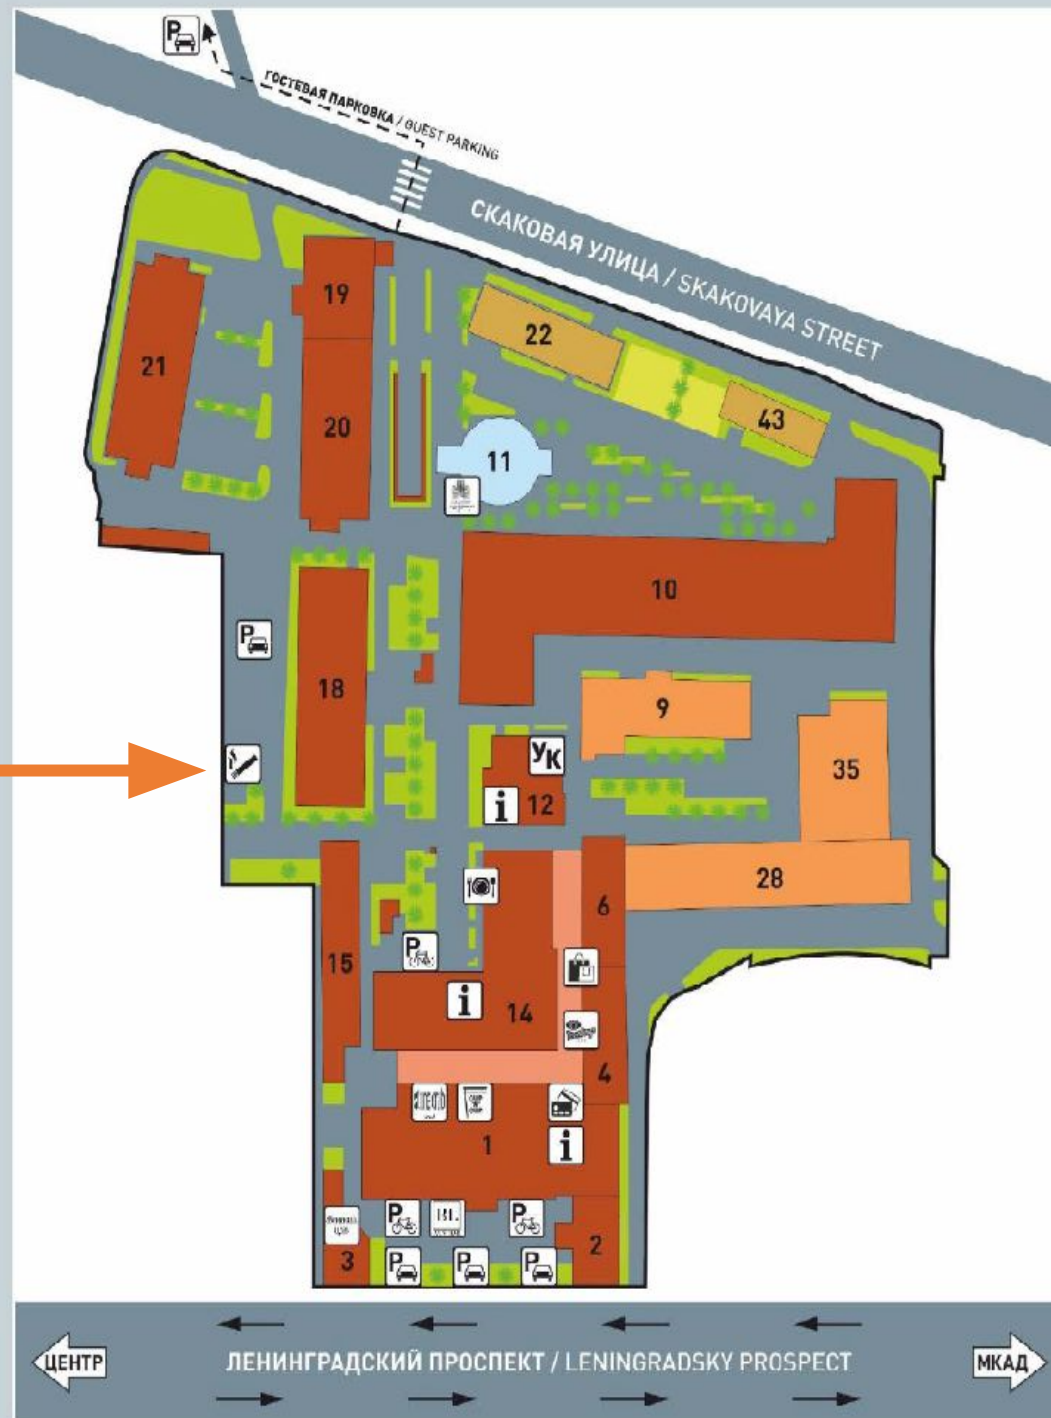 P
ГОСТЕВАЯ ПАРКОВКА / GUEST PARKING
СКАКОВАЯ УЛИЦА / SKAKOVAYA STREET
19
22
21
20
43
11
10
P
18
9
УК
35
i
12
28
6
15
P
i
14
4
1
i
P
P
2
3
P
P
P
ЦЕНТР
ЛЕНИНГРАДСКИЙ ПРОСПЕКТ / LENINGRADSKY PROSPECT
МКАД